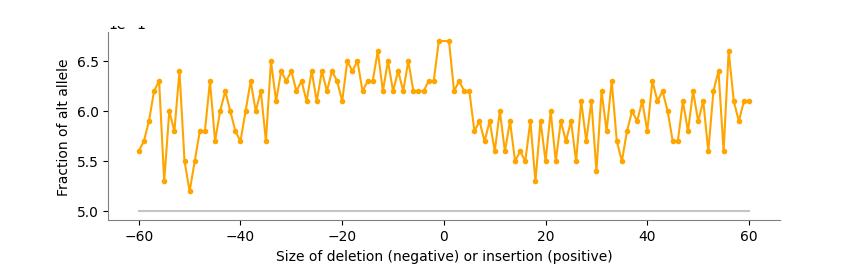 6.5
6.0
5.5
5.0
Fraction of alt allele
−60 −40 −20 0 20 40 60
Size of deletion (negative) or insertion (positive)